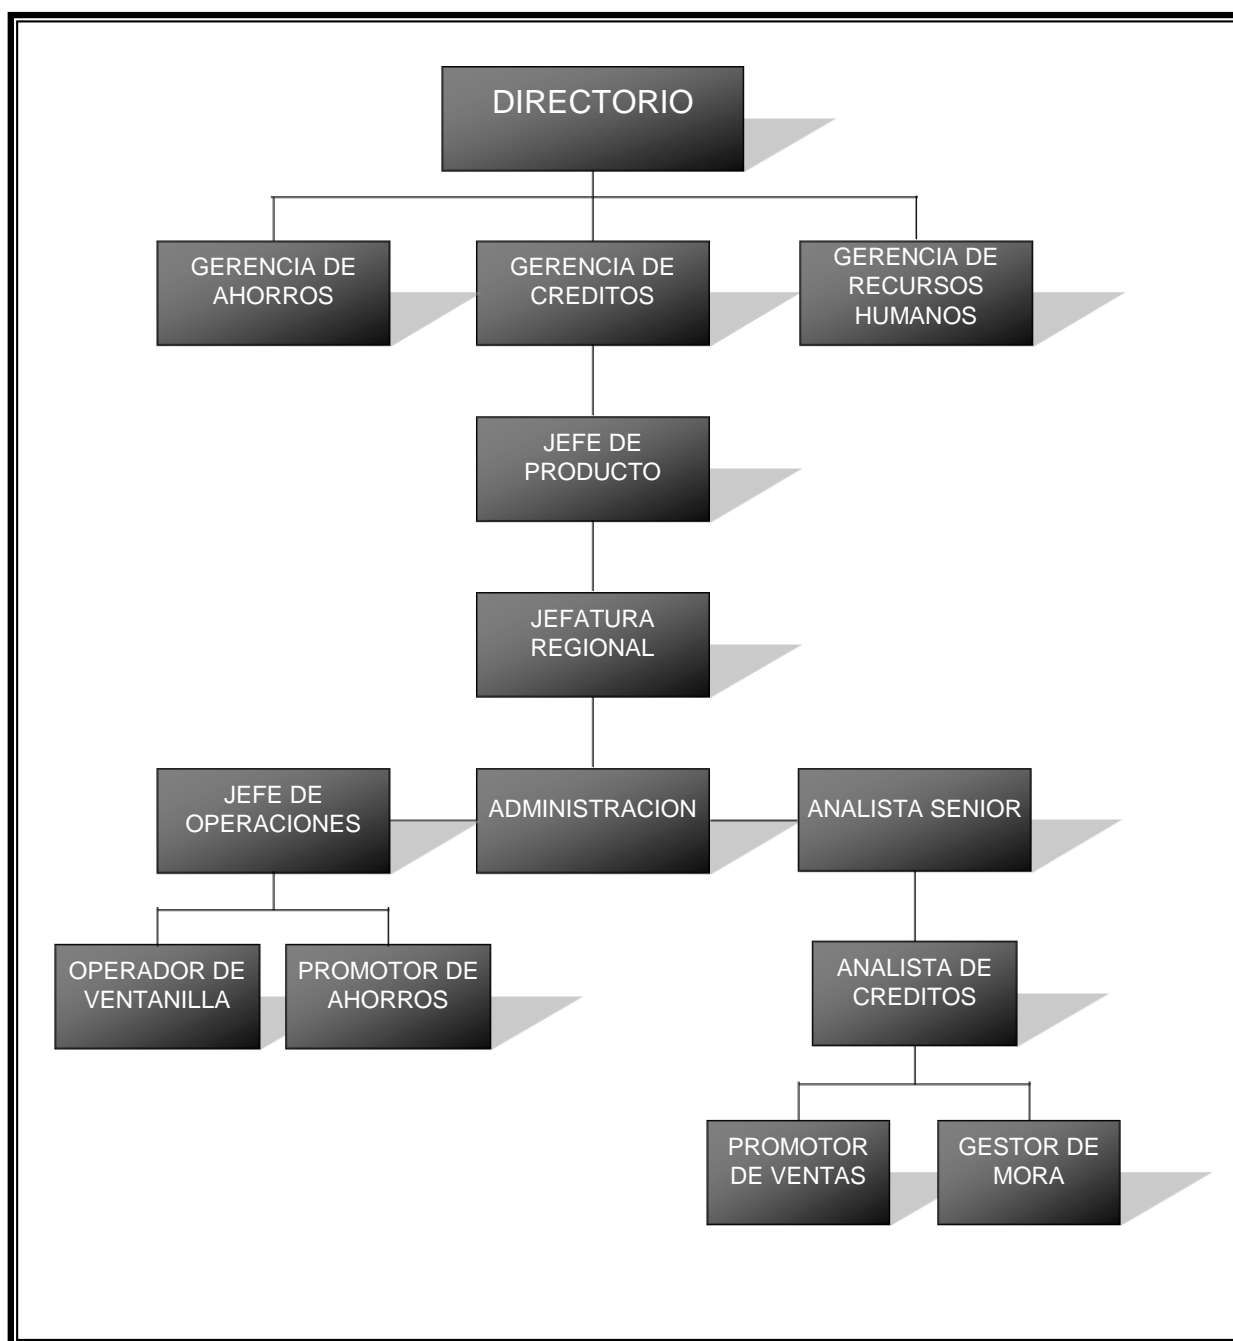 DIRECTORIO
GERENCIA DE
AHORROS
GERENCIA DE
CREDITOS
GERENCIA DE
RECURSOS
HUMANOS
JEFE DE
PRODUCTO
JEFATURA
REGIONAL
JEFE DE
OPERACIONES
ADMINISTRACION
ANALISTA SENIOR
OPERADOR DE
VENTANILLA
PROMOTOR DE
AHORROS
ANALISTA DE
CREDITOS
PROMOTOR
DE VENTAS
GESTOR DE
MORA